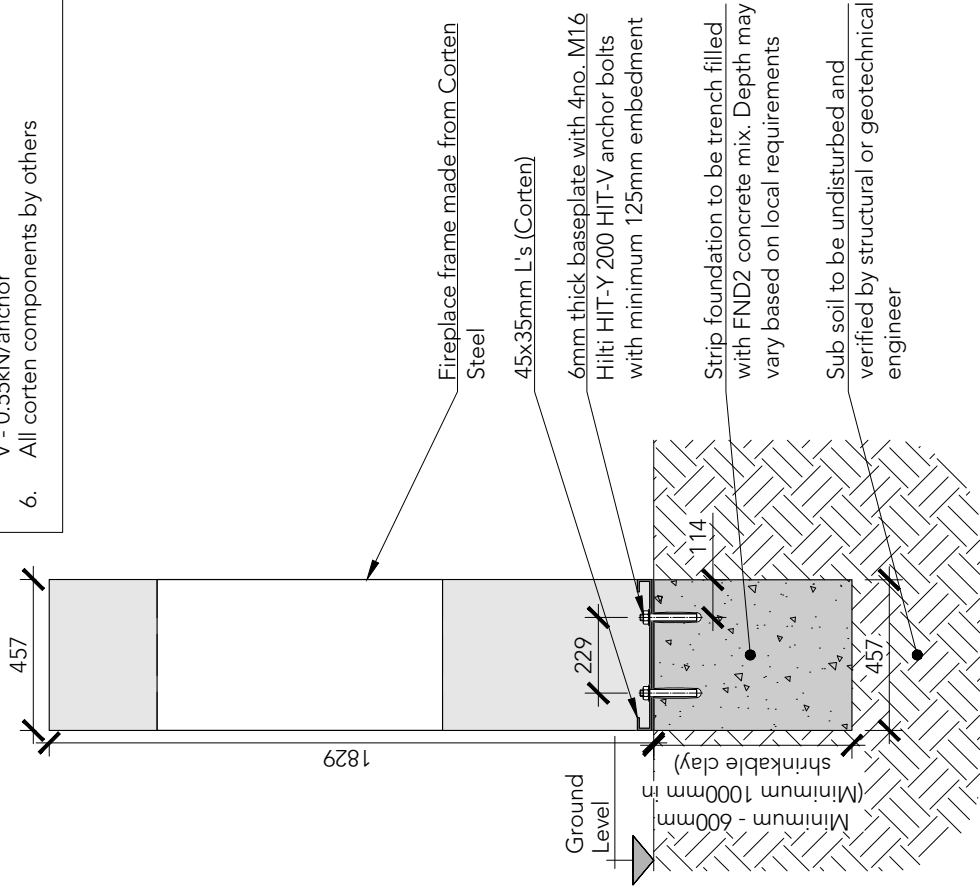 V - 0.55kN/anchor
6. All corten components by others
Fireplace frame made from Corten
Steel
45x35mm L's (Corten)
6mm thick baseplate with 4no. M16
Hilti HIT-Y 200 HIT-V anchor bolts
with minimum 125mm embedment
Strip foundation to be trench filled
with FND2 concrete mix. Depth may
vary based on local requirements
Sub soil to be undisturbed and
verified by structural or geotechnical
engineer
457
1829
229
114
457
Ground
Level
Minimum - 600mm
(Minimum 1000mm in
shrinkable clay)